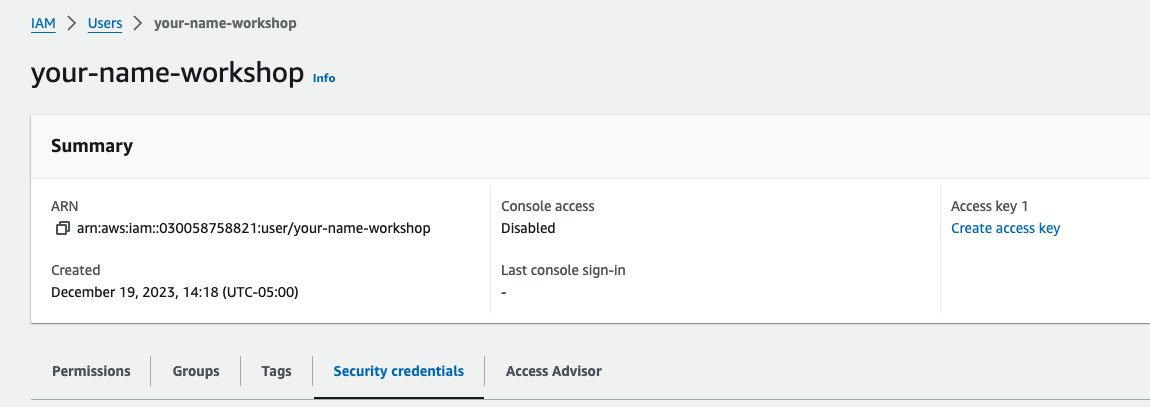 IAM > Users > your-name-workshop
your-name-workshop Info
Summary
ARN
arn:aws:iam::030058758821:user/your-name-workshop
Created
December 19, 2023, 14:18 (UTC-05:00)
Console access
Disabled
Last console sign-in
-
Access key 1
Create access key
Permissions Groups Tags Security credentials Access Advisor